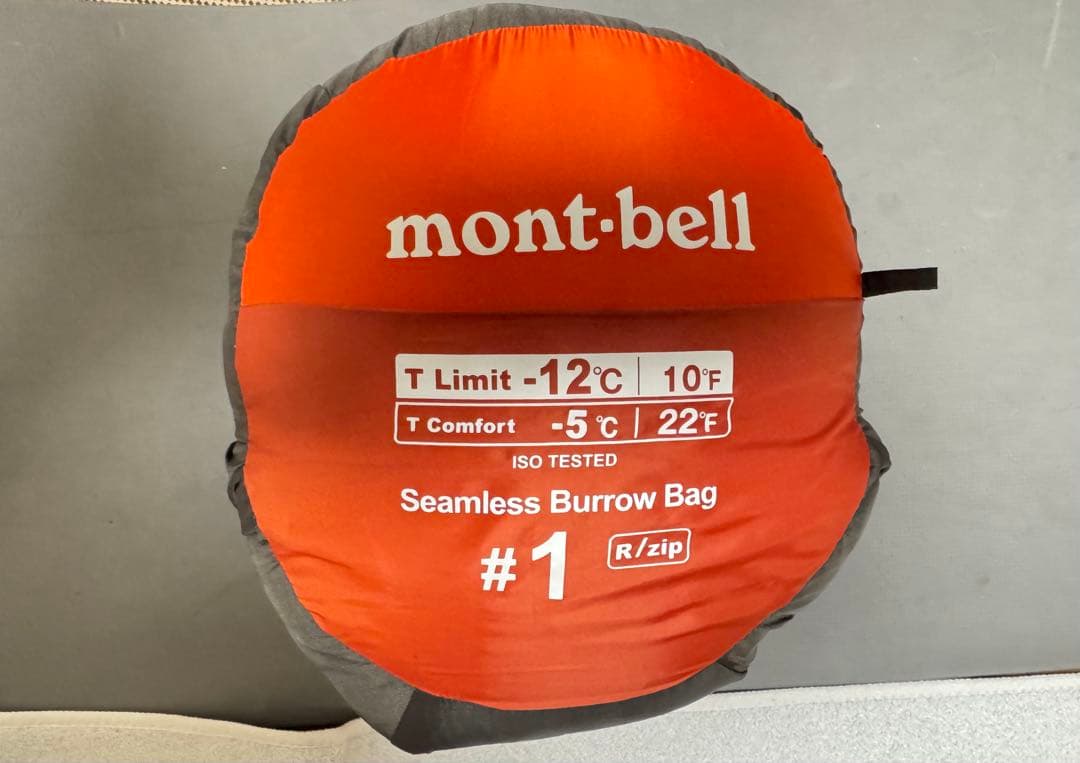 mont·bell
T Limit -12℃ | 10℉
T Comfort -5℃ | 22℉
ISO TESTED
Seamless Burrow Bag
#1 R/zip